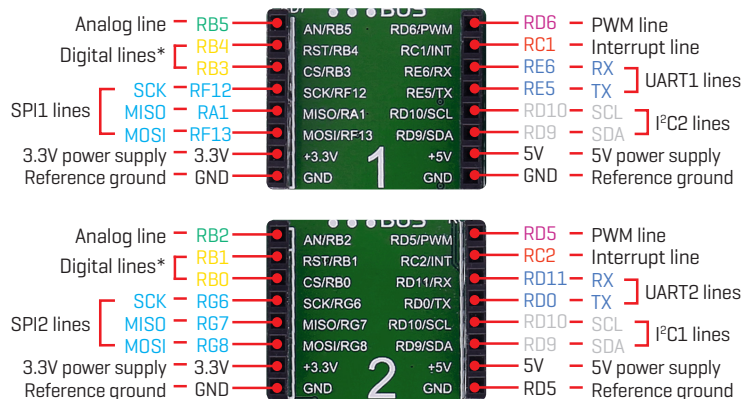 BUS
Analog line RB5 AN/RB5 RD6/PWM RD6 PWM line
Digital lines* RB4 RST/RB4 RC1/INT RC1 Interrupt line
RB3 CS/RB3 RE6/RX RE6 RX UART1 lines
SCK RF12 SCK/RF12 RE5/TX RE5 TX
SPI1 lines MISO RA1 MISO/RA1 RD10/SCL RD10 SCL I²C2 lines
MOSI RF13 MOSI/RF13 RD9/SDA RD9 SDA
3.3V power supply 3.3V +3.3V 1 +5V 5V 5V power supply
Reference ground GND GND GND GND Reference ground
BUS
Analog line RB2 AN/RB2 RD5/PWM RD5 PWM line
Digital lines* RB1 RST/RB1 RC2/INT RC2 Interrupt line
RB0 CS/RB0 RD11/RX RD11 RX UART2 lines
SCK RG6 SCK/RG6 RD0/TX RD0 TX
SPI2 lines MISO RG7 MISO/RG7 RD10/SCL RD10 SCL I²C1 lines
MOSI RG8 MOSI/RG8 RD9/SDA RD9 SDA
3.3V power supply 3.3V +3.3V 2 +5V 5V 5V power supply
Reference ground GND GND GND RD5 Reference ground